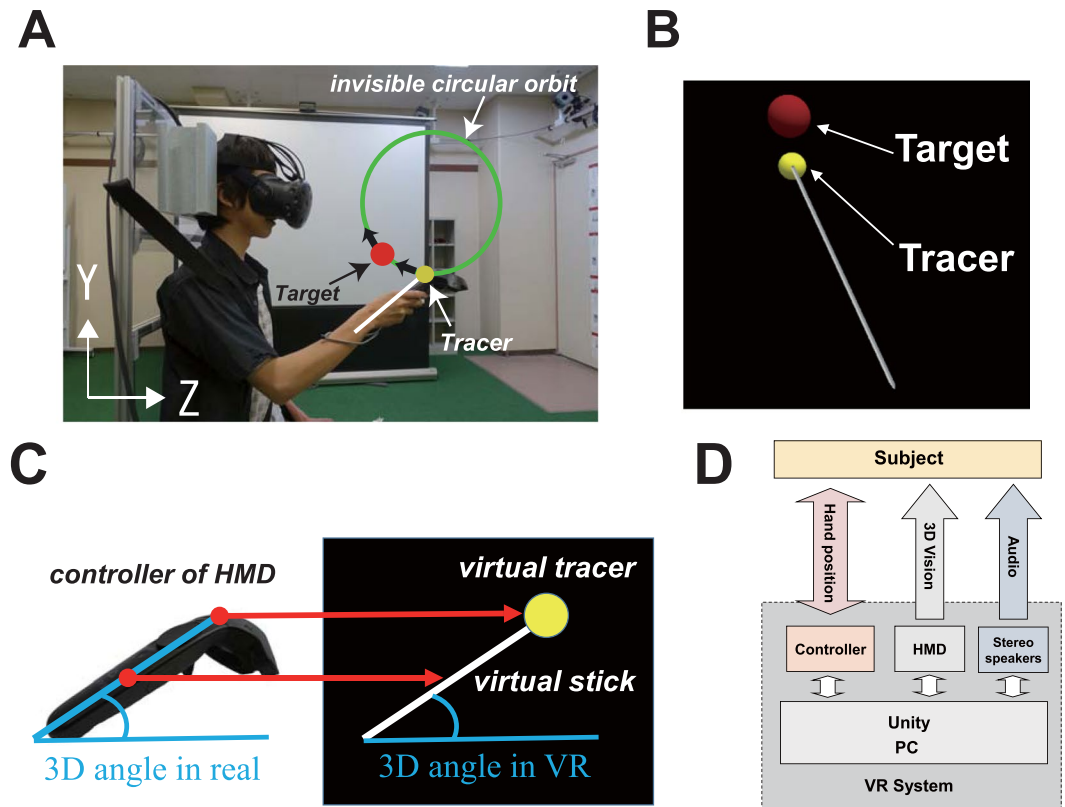 A
invisible circular orbit
Target
Tracer
Y
Z
B
Target
Tracer
C
controller of HMD
3D angle in real
virtual tracer
virtual stick
3D angle in VR
D
Subject
Hand position
3D Vision
Audio
Controller
HMD
Stereo
speakers
Unity
PC
VR System